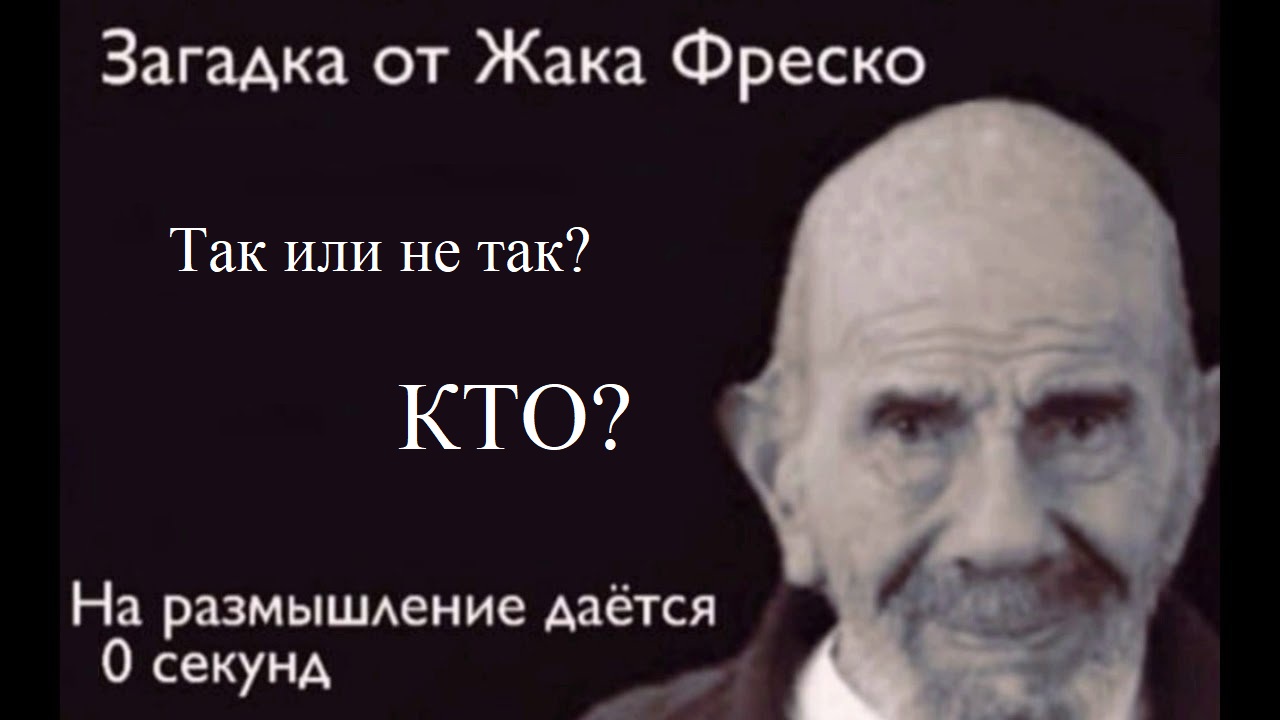 Загадка от Жака Фреско
Так или не так?
КТО?
На размышление даётся
0 секунд